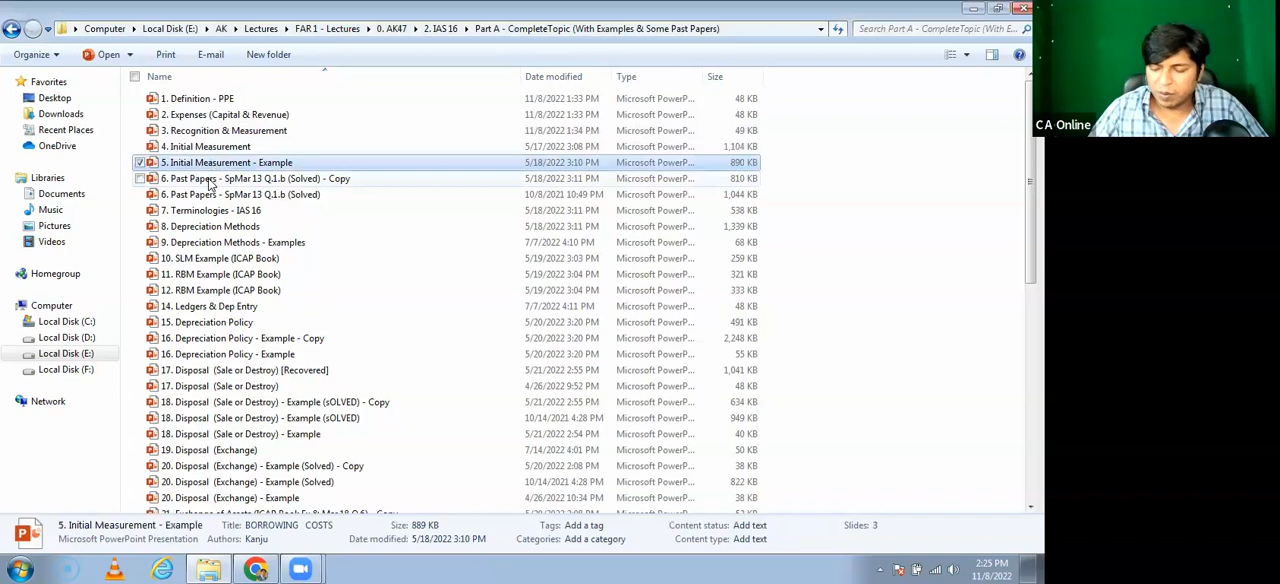 Computer ▸ Local Disk (E:) ▸ AK ▸ Lectures ▸ FAR 1 - Lectures ▸ 0. AK47 ▸ 2. IAS 16 ▸ Part A - CompleteTopic (With Examples & Some Past Papers)
Search Part A - CompleteTopic (With E...
Organize Open Print E-mail New folder
CA Online
Favorites
Desktop
Downloads
Recent Places
OneDrive
Libraries
Documents
Music
Pictures
Videos
Homegroup
Computer
Local Disk (C:)
Local Disk (D:)
Local Disk (E:)
Local Disk (F:)
Network
Name Date modified Type Size
1. Definition - PPE 11/8/2022 1:33 PM Microsoft PowerP... 48 KB
2. Expenses (Capital & Revenue) 11/8/2022 1:33 PM Microsoft PowerP... 48 KB
3. Recognition & Measurement 11/8/2022 1:34 PM Microsoft PowerP... 49 KB
4. Initial Measurement 5/17/2022 3:08 PM Microsoft PowerP... 1,104 KB
5. Initial Measurement - Example 5/18/2022 3:10 PM Microsoft PowerP... 890 KB
6. Past Papers - SpMar 13 Q.1.b (Solved) - Copy 5/18/2022 3:11 PM Microsoft PowerP... 810 KB
6. Past Papers - SpMar 13 Q.1.b (Solved) 10/8/2021 10:49 PM Microsoft PowerP... 1,044 KB
7. Terminologies - IAS 16 5/18/2022 3:11 PM Microsoft PowerP... 538 KB
8. Depreciation Methods 5/18/2022 3:11 PM Microsoft PowerP... 1,339 KB
9. Depreciation Methods - Examples 7/7/2022 4:10 PM Microsoft PowerP... 68 KB
10. SLM Example (ICAP Book) 5/19/2022 3:03 PM Microsoft PowerP... 259 KB
11. RBM Example (ICAP Book) 5/19/2022 3:04 PM Microsoft PowerP... 321 KB
12. RBM Example (ICAP Book) 5/19/2022 3:04 PM Microsoft PowerP... 333 KB
14. Ledgers & Dep Entry 7/7/2022 4:11 PM Microsoft PowerP... 48 KB
15. Depreciation Policy 5/20/2022 3:20 PM Microsoft PowerP... 491 KB
16. Depreciation Policy - Example - Copy 5/20/2022 3:20 PM Microsoft PowerP... 2,248 KB
16. Depreciation Policy - Example 5/20/2022 3:20 PM Microsoft PowerP... 55 KB
17. Disposal (Sale or Destroy) [Recovered] 5/21/2022 2:55 PM Microsoft PowerP... 1,041 KB
17. Disposal (Sale or Destroy) 4/26/2022 9:52 PM Microsoft PowerP... 48 KB
18. Disposal (Sale or Destroy) - Example (sOLVED) - Copy 5/21/2022 2:55 PM Microsoft PowerP... 634 KB
18. Disposal (Sale or Destroy) - Example (sOLVED) 10/14/2021 4:28 PM Microsoft PowerP... 949 KB
18. Disposal (Sale or Destroy) - Example 5/21/2022 2:54 PM Microsoft PowerP... 40 KB
19. Disposal (Exchange) 7/14/2022 4:01 PM Microsoft PowerP... 50 KB
20. Disposal (Exchange) - Example (Solved) - Copy 5/20/2022 2:08 PM Microsoft PowerP... 38 KB
20. Disposal (Exchange) - Example (Solved) 10/14/2021 4:28 PM Microsoft PowerP... 822 KB
20. Disposal (Exchange) - Example 4/26/2022 10:34 PM Microsoft PowerP... 38 KB
5. Initial Measurement - Example Title: BORROWING COSTS Size: 889 KB Tags: Add a tag Content status: Add text Slides: 3
Microsoft PowerPoint Presentation Authors: Kanju Date modified: 5/18/2022 3:10 PM Categories: Add a category Content type: Add text
2:25 PM
11/8/2022